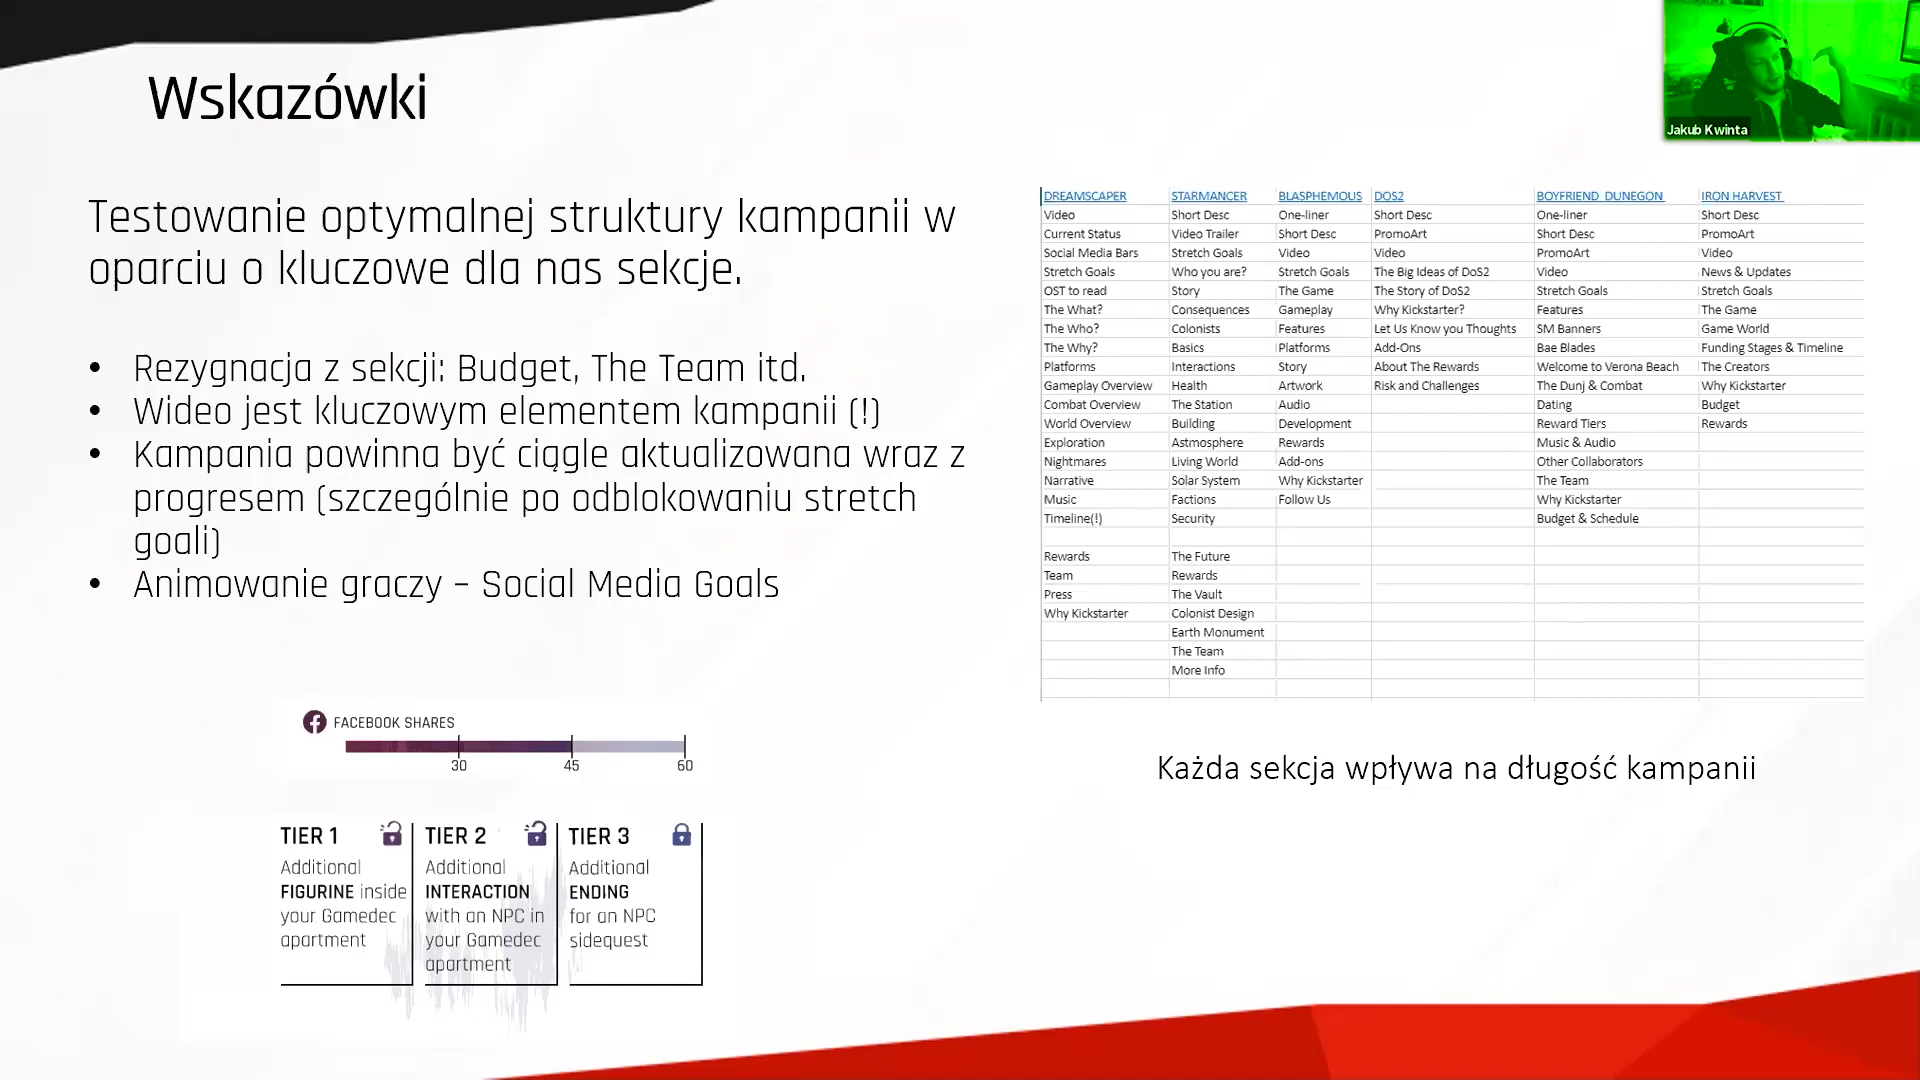 Wskazówki
Jakub Kwinta
Testowanie optymalnej struktury kampanii w
oparciu o kluczowe dla nas sekcje.
• Rezygnacja z sekcji: Budget, The Team itd.
• Wideo jest kluczowym elementem kampanii (!)
• Kampania powinna być ciągle aktualizowana wraz z
progresem (szczególnie po odblokowaniu stretch
goali)
• Animowanie graczy – Social Media Goals
FACEBOOK SHARES
30 45 60
TIER 1
Additional
FIGURINE inside
your Gamedec
apartment
TIER 2
Additional
INTERACTION
with an NPC in
your Gamedec
apartment
TIER 3
Additional
ENDING
for an NPC
sidequest
DREAMSCAPER STARMANCER BLASPHEMOUS DOS2 BOYFRIEND DUNEGON IRON HARVEST
Video Short Desc One-liner Short Desc One-liner Short Desc
Current Status Video Trailer Short Desc PromoArt Short Desc PromoArt
Social Media Bars Stretch Goals Video Video PromoArt Video
Stretch Goals Who you are? Stretch Goals The Big Ideas of DoS2 Video News & Updates
OST to read Story The Game The Story of DoS2 Stretch Goals Stretch Goals
The What? Consequences Gameplay Why Kickstarter? Features The Game
The Who? Colonists Features Let Us Know you Thoughts SM Banners Game World
The Why? Basics Platforms Add-Ons Bae Blades Funding Stages & Timeline
Platforms Interactions Story About The Rewards Welcome to Verona Beach The Creators
Gameplay Overview Health Artwork Risk and Challenges The Dunj & Combat Why Kickstarter
Combat Overview The Station Audio Dating Budget
World Overview Building Development Reward Tiers Rewards
Exploration Astmosphere Rewards Music & Audio
Nightmares Living World Add-ons Other Collaborators
Narrative Solar System Why Kickstarter The Team
Music Factions Follow Us Why Kickstarter
Timeline(!) Security Budget & Schedule
Rewards The Future
Team Rewards
Press The Vault
Why Kickstarter Colonist Design
Earth Monument
The Team
More Info
Każda sekcja wpływa na długość kampanii